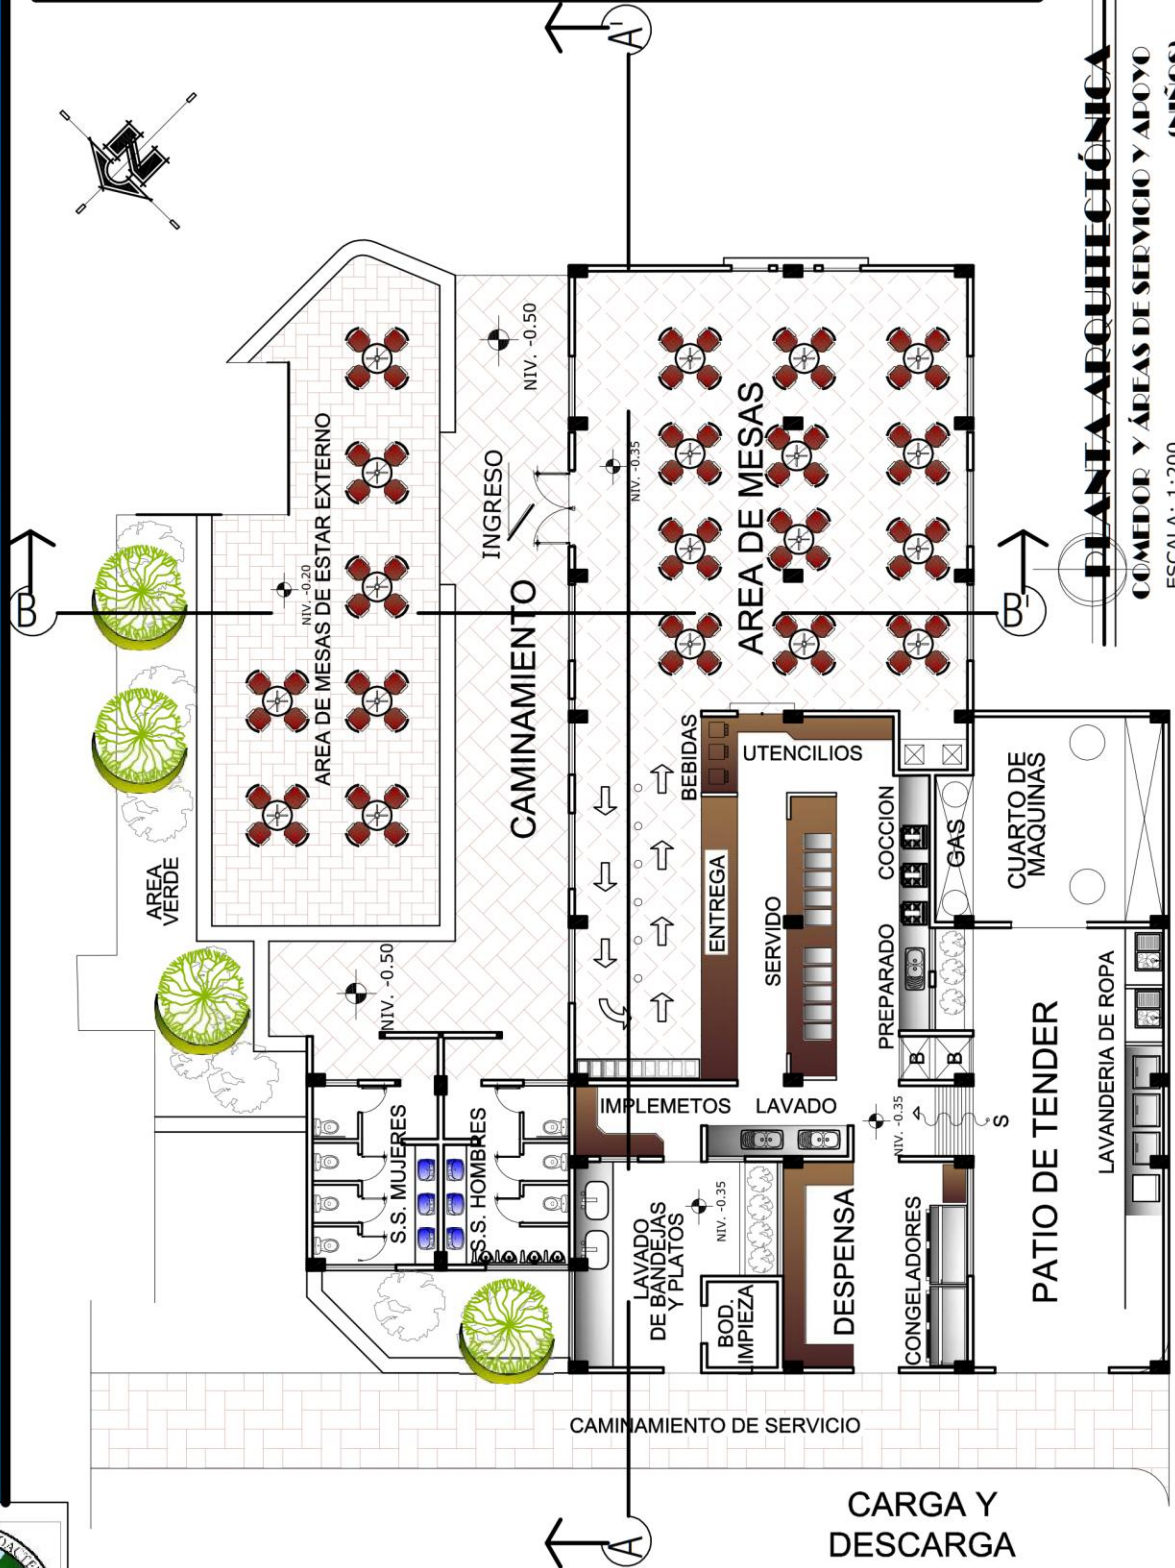 PLANTA ARQUITECTÓNICA
COMEDOR Y ÁREAS DE SERVICIO Y APOYO
(NIÑOS)
ESCALA: 1:200
A'
N
B
B'
A
NIV. -0.50
INGRESO
AREA DE MESAS DE ESTAR EXTERNO
NIV. -0.20
CAMINAMIENTO
NIV. -0.35
AREA DE MESAS
AREA
VERDE
NIV. -0.50
BEBIDAS
UTENCILIOS
ENTREGA
SERVIDO
COCCION
PREPARADO
GAS
CUARTO DE
MAQUINAS
B
B
S.S. MUJERES
S.S. HOMBRES
IMPLEMETOS
LAVADO
NIV. -0.35
S
PATIO DE TENDER
LAVANDERIA DE ROPA
LAVADO
DE BANDEJAS
Y PLATOS
NIV. -0.35
BOD.
IMPIEZA
DESPENSA
CONGELADORES
CAMINAMIENTO DE SERVICIO
CARGA Y
DESCARGA